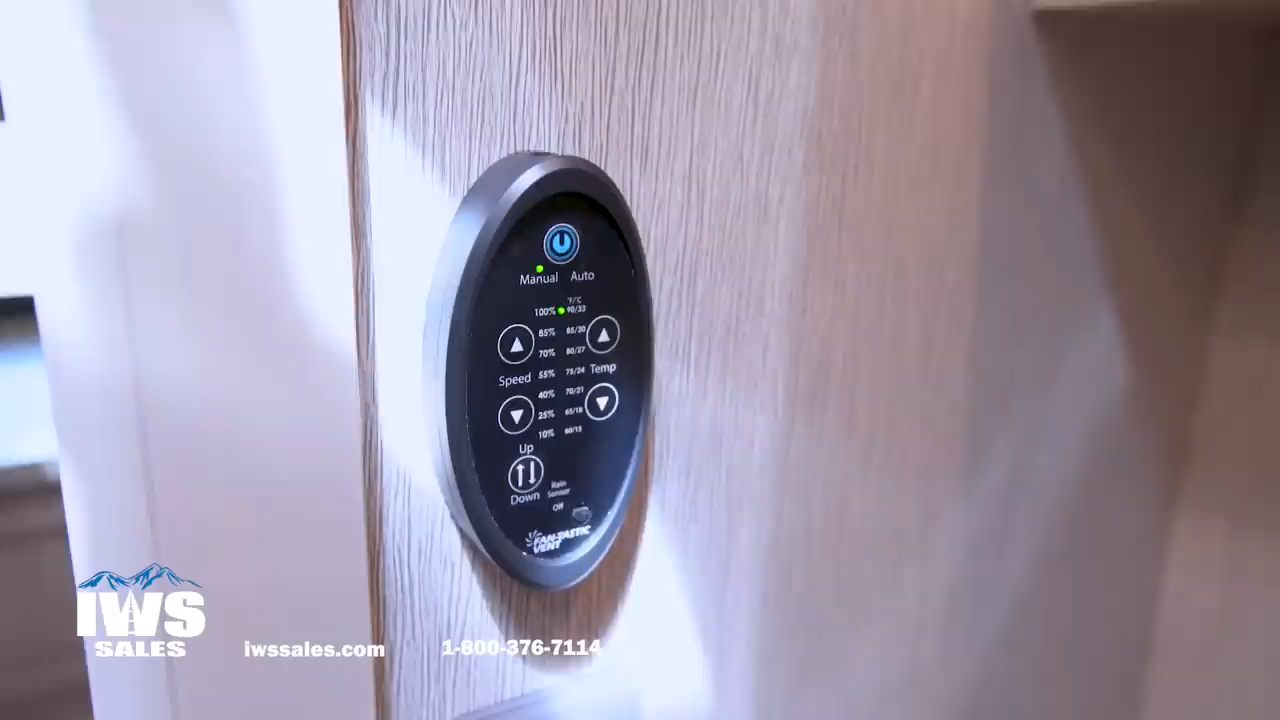 Manual Auto
°F/°C
100% 90/33
85% 85/30
70% 80/27
Speed 55% 75/24 Temp
40% 70/21
25% 65/18
10% 60/15
Up
Down
Rain
Sensor
Off
FAN-TASTIC
VENT
IWS
SALES
iwssales.com 1-800-376-7114